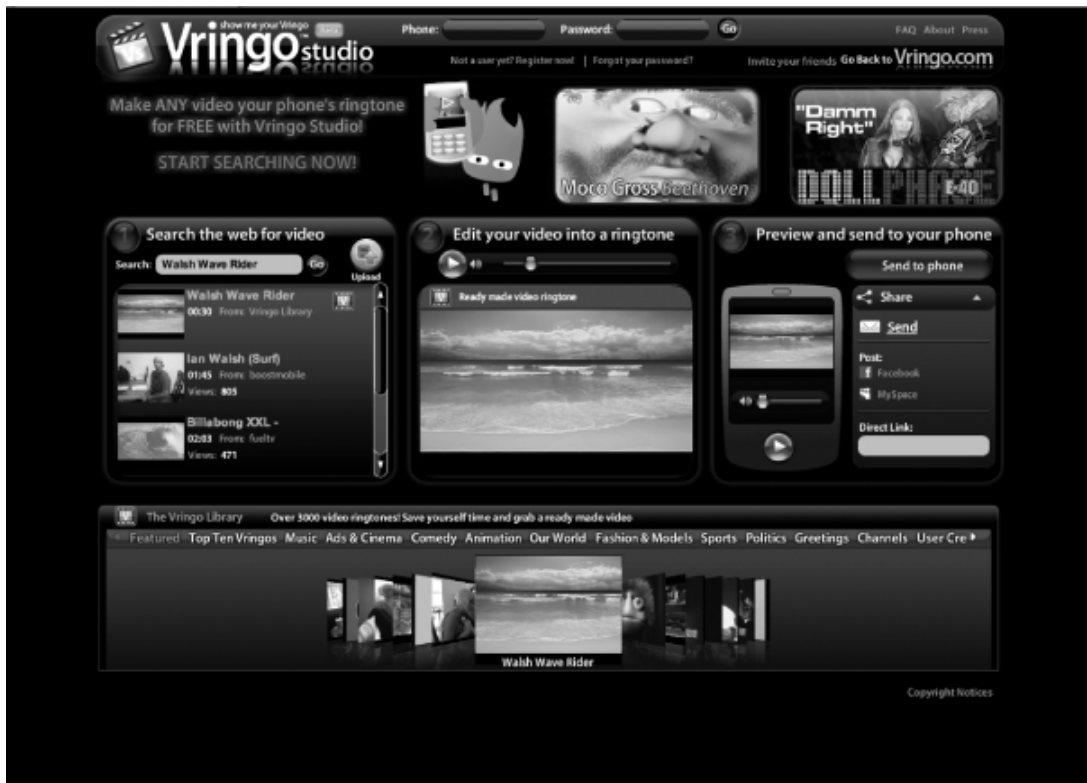 show me your Vringo
Vringo™ studio Beta
Phone: Password: Go
FAQ About Press
Not a user yet? Register now! | Forgot your password?
Invite your friends Go Back to Vringo.com
Make ANY video your phone's ringtone
for FREE with Vringo Studio!
START SEARCHING NOW!
Moco Gross Beethoven
"Damm
Right"
DOLLPHACE
E-40
1 Search the web for video
Search: Walsh Wave Rider Go
Upload
Walsh Wave Rider
00:30 From: Vringo Library
Ian Walsh (Surf)
01:45 From: boostmobile
Views: 805
Billabong XXL -
02:03 From: fueltv
Views: 471
2 Edit your video into a ringtone
Ready made video ringtone
3 Preview and send to your phone
Send to phone
Share
Send
Post:
Facebook
MySpace
Direct Link:
The Vringo Library Over 3000 video ringtones! Save yourself time and grab a ready made video
Featured Top Ten Vringos Music Ads & Cinema Comedy Animation Our World Fashion & Models Sports Politics Greetings Channels User Cre
Walsh Wave Rider
Copyright Notices